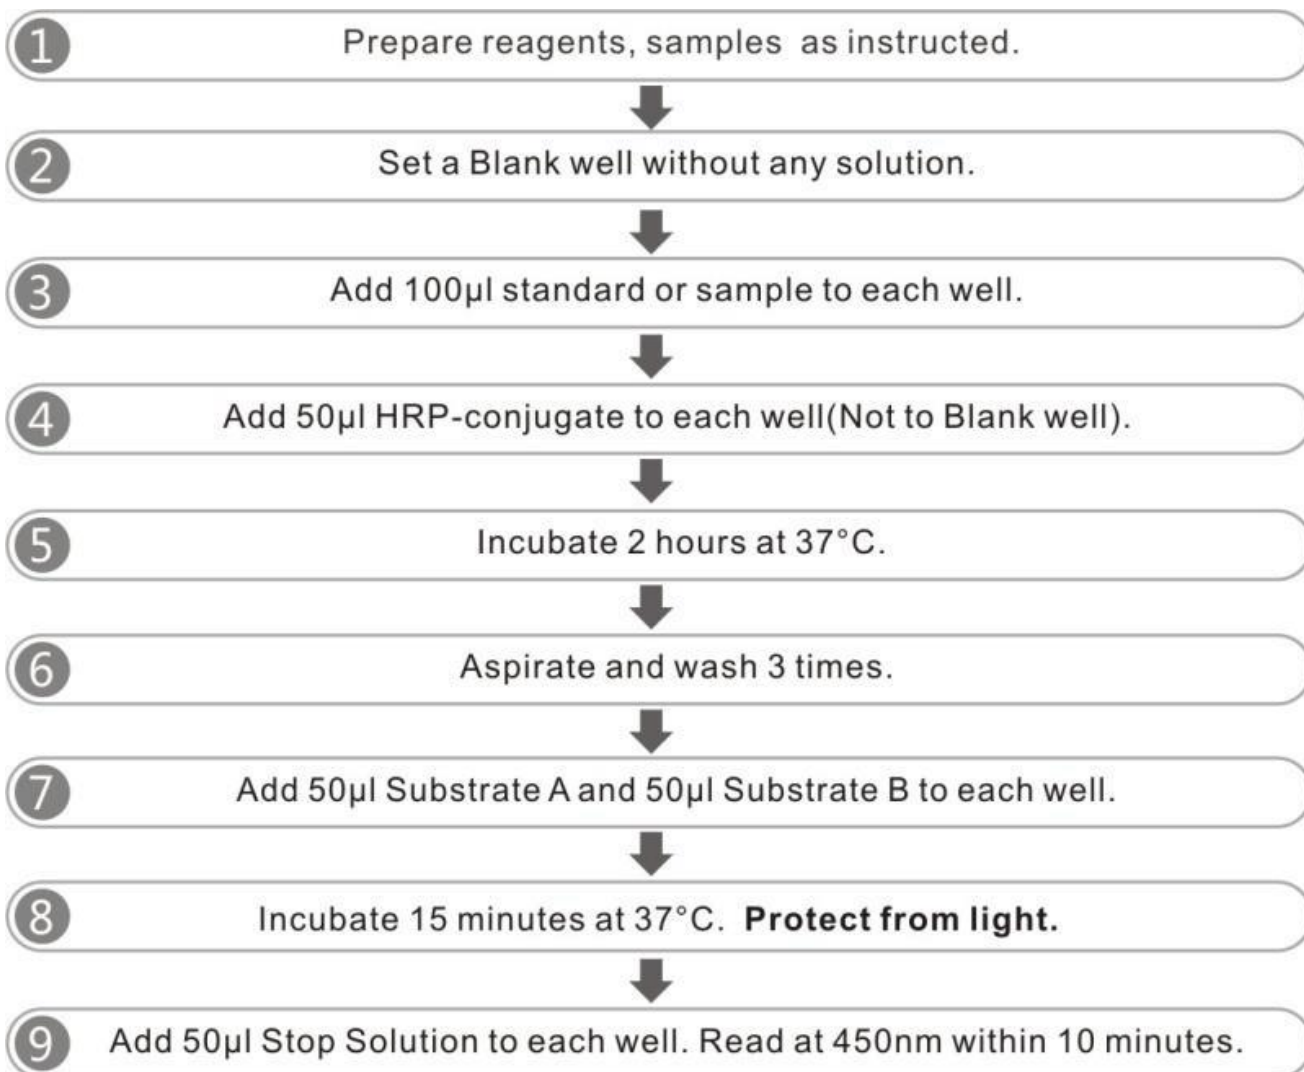 1 Prepare reagents, samples as instructed.
2 Set a Blank well without any solution.
3 Add 100μl standard or sample to each well.
4 Add 50μl HRP-conjugate to each well(Not to Blank well).
5 Incubate 2 hours at 37°C.
6 Aspirate and wash 3 times.
7 Add 50μl Substrate A and 50μl Substrate B to each well.
8 Incubate 15 minutes at 37°C. Protect from light.
9 Add 50μl Stop Solution to each well. Read at 450nm within 10 minutes.